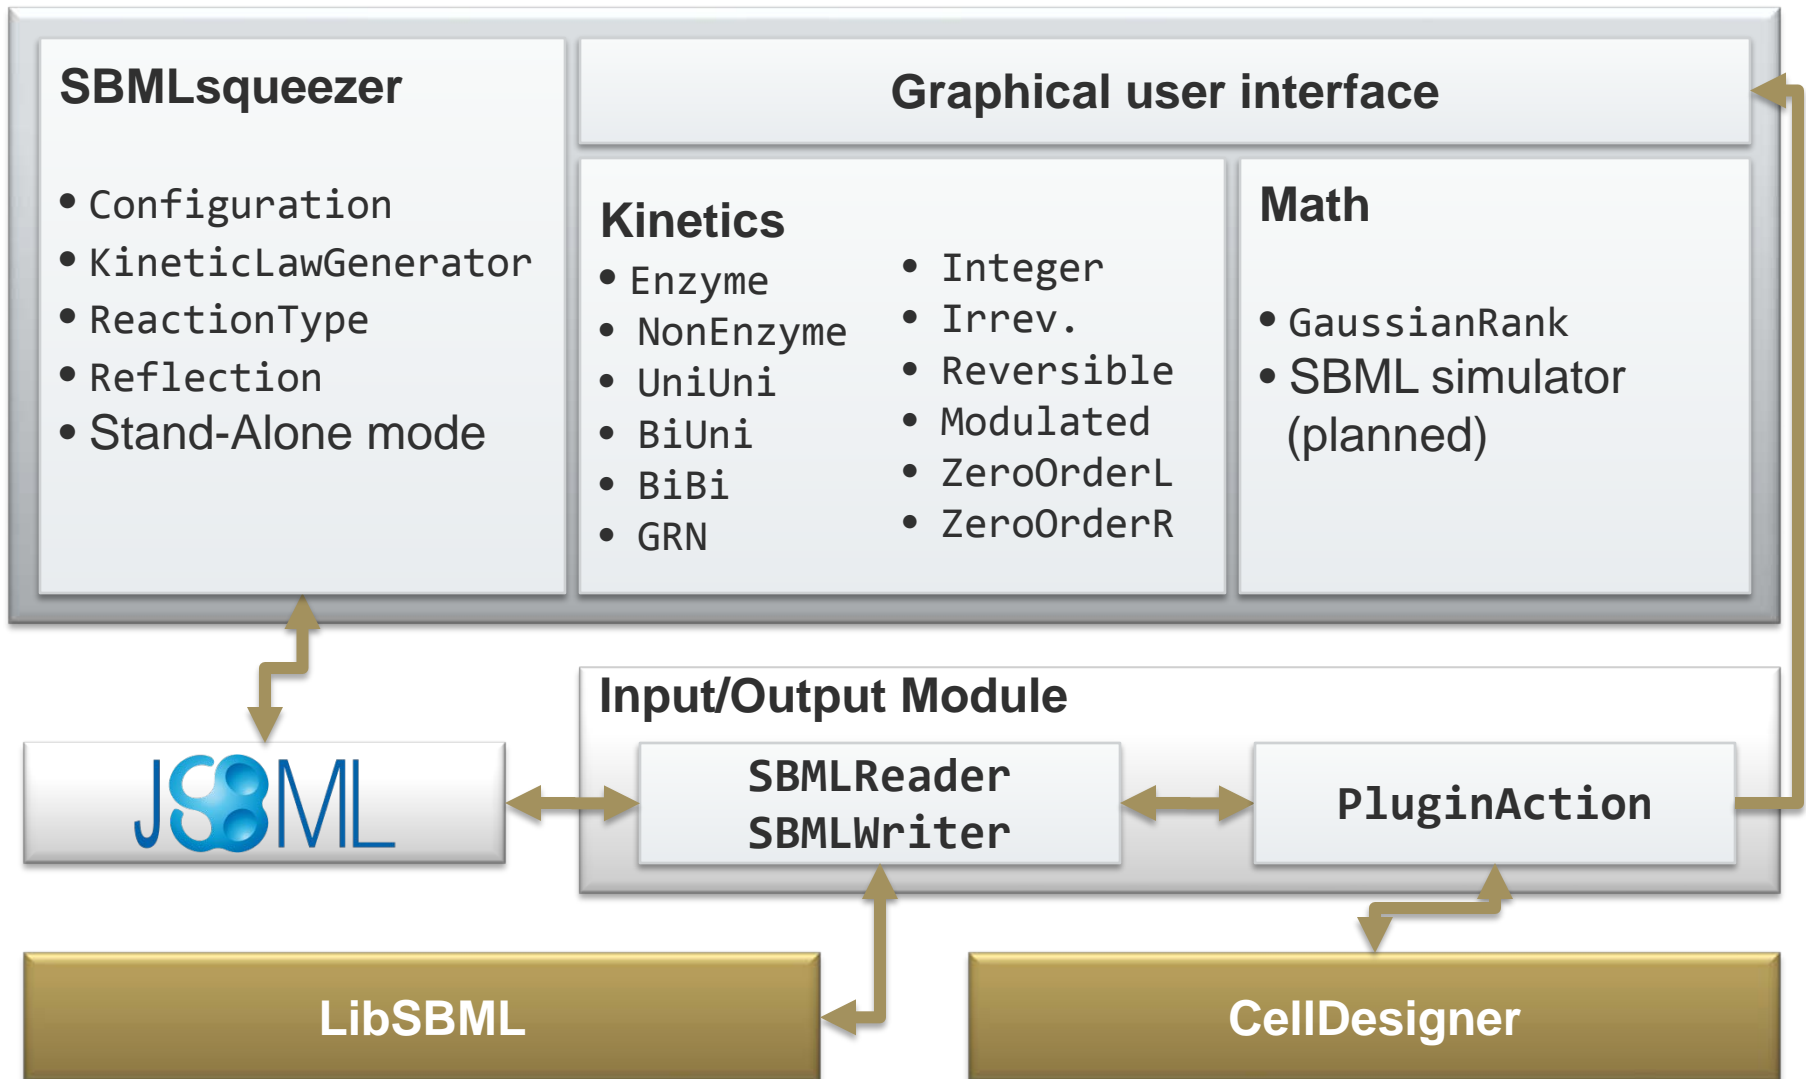 SBMLsqueezer
• Configuration
• KineticLawGenerator
• ReactionType
• Reflection
• Stand-Alone mode
Graphical user interface
Kinetics
• Enzyme
• NonEnzyme
• UniUni
• BiUni
• BiBi
• GRN
• Integer
• Irrev.
• Reversible
• Modulated
• ZeroOrderL
• ZeroOrderR
Math
• GaussianRank
• SBML simulator
(planned)
Input/Output Module
JSBML
SBMLReader
SBMLWriter
PluginAction
LibSBML
CellDesigner